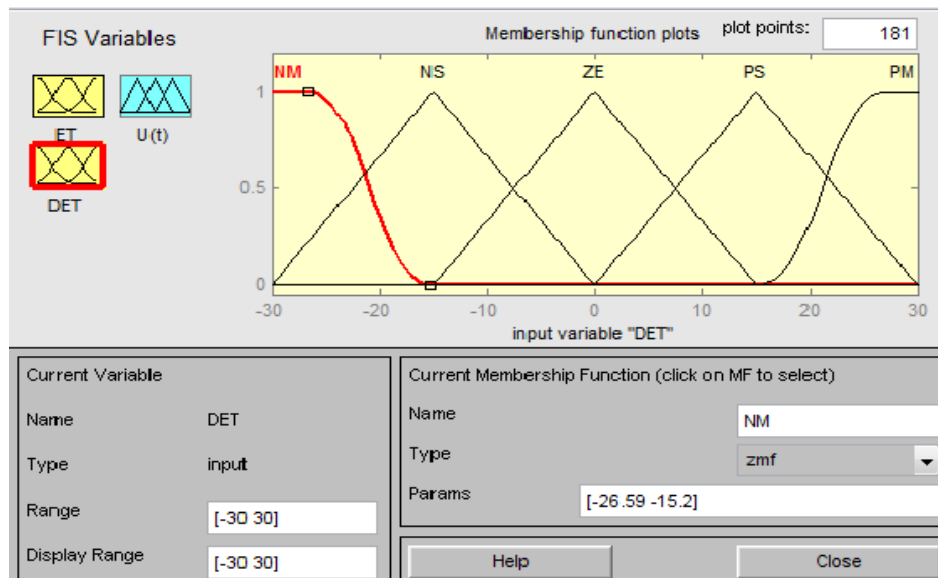 FIS Variables
Membership function plots plot points: 181
ET
U(t)
DET
NM NS ZE PS PM
1
0.5
0
-30 -20 -10 0 10 20 30
input variable "DET"
Current Variable
Name DET
Type input
Range [-30 30]
Display Range [-30 30]
Current Membership Function (click on MF to select)
Name NM
Type zmf
Params [-26.59 -15.2]
Help Close